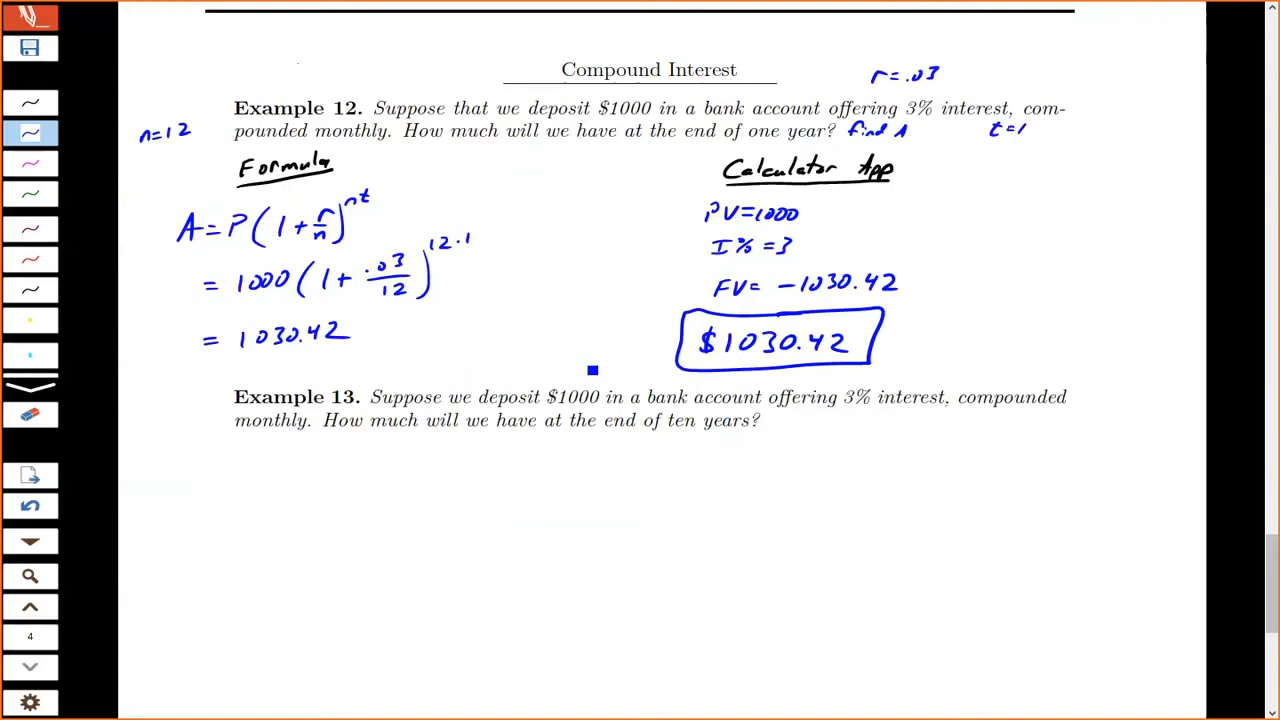 Compound Interest
r = .03
Example 12. Suppose that we deposit $1000 in a bank account offering 3% interest, com-
n=12
pounded monthly. How much will we have at the end of one year? find A t=1
Formula
A = P(1 + r/n)^nt
= 1000(1 + .03/12)^12·1
= 1030.42
Calculator App
PV=1000
I% = 3
FV= -1030.42
$1030.42
Example 13. Suppose we deposit $1000 in a bank account offering 3% interest, compounded
monthly. How much will we have at the end of ten years?
4